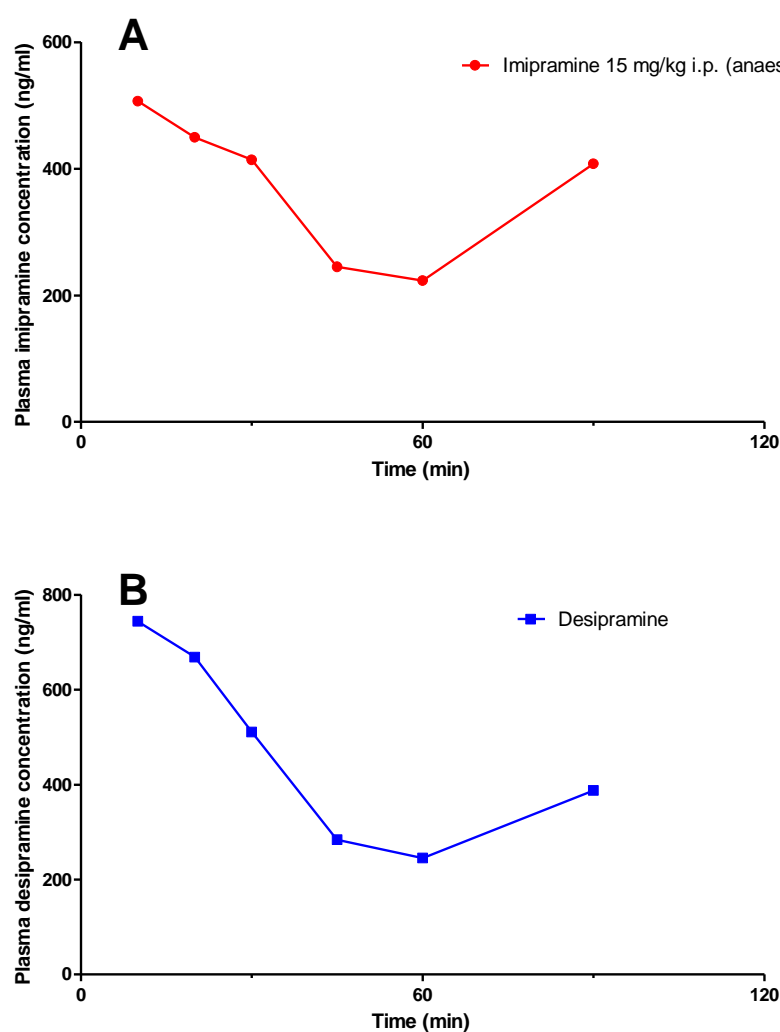 A
Imipramine 15 mg/kg i.p. (anaes
Plasma imipramine concentration (ng/ml)
600
400
200
0
0
60
120
Time (min)
B
Desipramine
Plasma desipramine concentration (ng/ml)
800
600
400
200
0
0
60
120
Time (min)